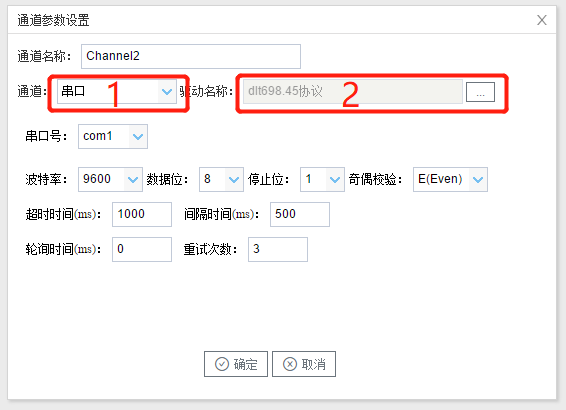 通道参数设置 X
通道名称： Channel2
通道： 串口 1 驱动名称： dlt698.45协议 2 ...
串口号： com1
波特率： 9600 数据位： 8 停止位： 1 奇偶校验： E(Even)
超时时间(ms)： 1000 间隔时间(ms)： 500
轮询时间(ms)： 0 重试次数： 3
确定 取消